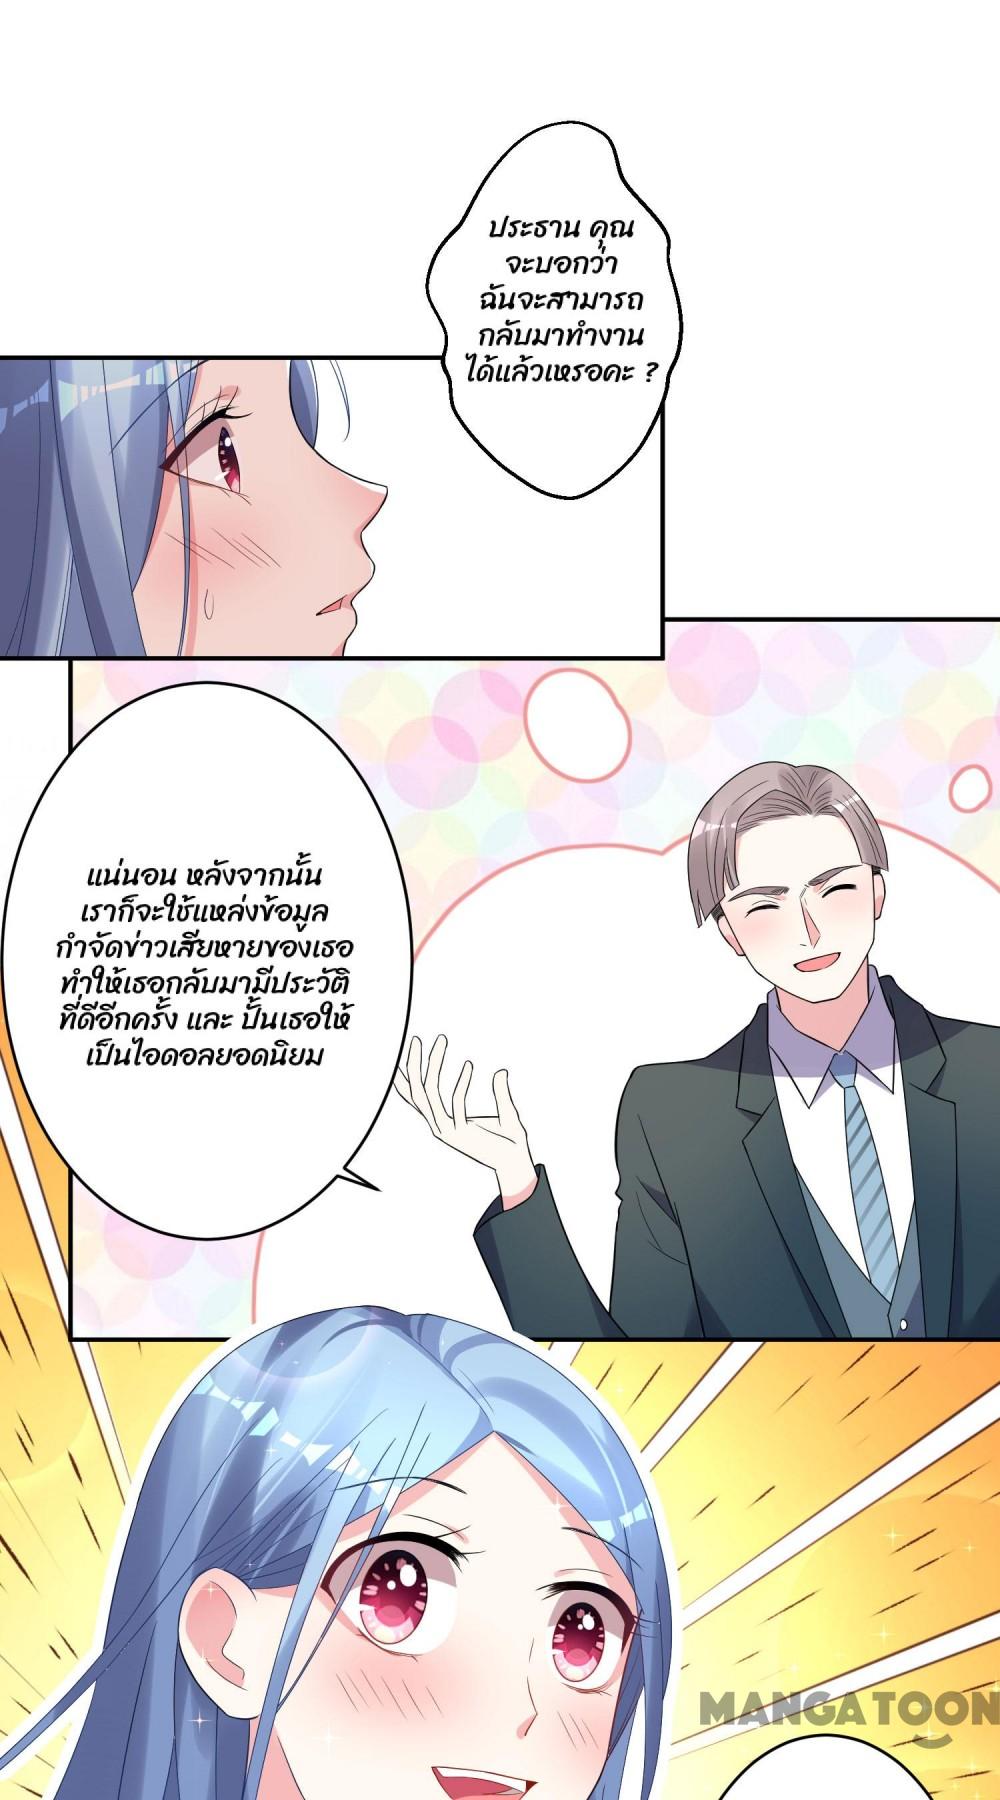 ประธาน คุณ
จะบอกว่า
ฉันจะสามารถ
กลับมาทำงาน
ได้แล้วเหรอคะ ?
แน่นอน หลังจากนั้น
เราก็จะใช้แหล่งข้อมูล
กำจัดข่าวเสียหายของเธอ
ทำให้เธอกลับมามีประวัติ
ที่ดีอีกครั้ง และ ปั้นเธอให้
เป็นไอดอลยอดนิยม
MANGATOON